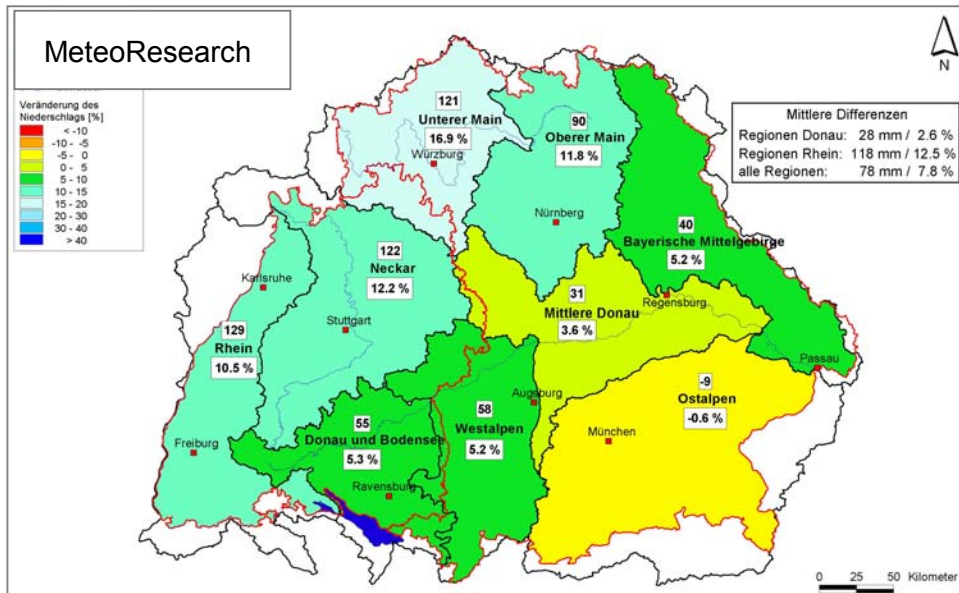 MeteoResearch
Veränderung des
Niederschlags [%]
< -10
-10 - -5
-5 - 0
0 - 5
5 - 10
10 - 15
15 - 20
20 - 30
30 - 40
> 40
N
Mittlere Differenzen
Regionen Donau: 28 mm / 2.6 %
Regionen Rhein: 118 mm / 12.5 %
alle Regionen: 78 mm / 7.8 %
121
Unterer Main
16.9 %
Würzburg
90
Oberer Main
11.8 %
Nürnberg
40
Bayerische Mittelgebirge
5.2 %
122
Neckar
12.2 %
Karlsruhe
Stuttgart
31
Mittlere Donau
3.6 %
Regensburg
129
Rhein
10.5 %
Freiburg
Passau
-9
Ostalpen
-0.6 %
München
Augsburg
58
Westalpen
5.2 %
55
Donau und Bodensee
5.3 %
Ravensburg
0 25 50 Kilometer